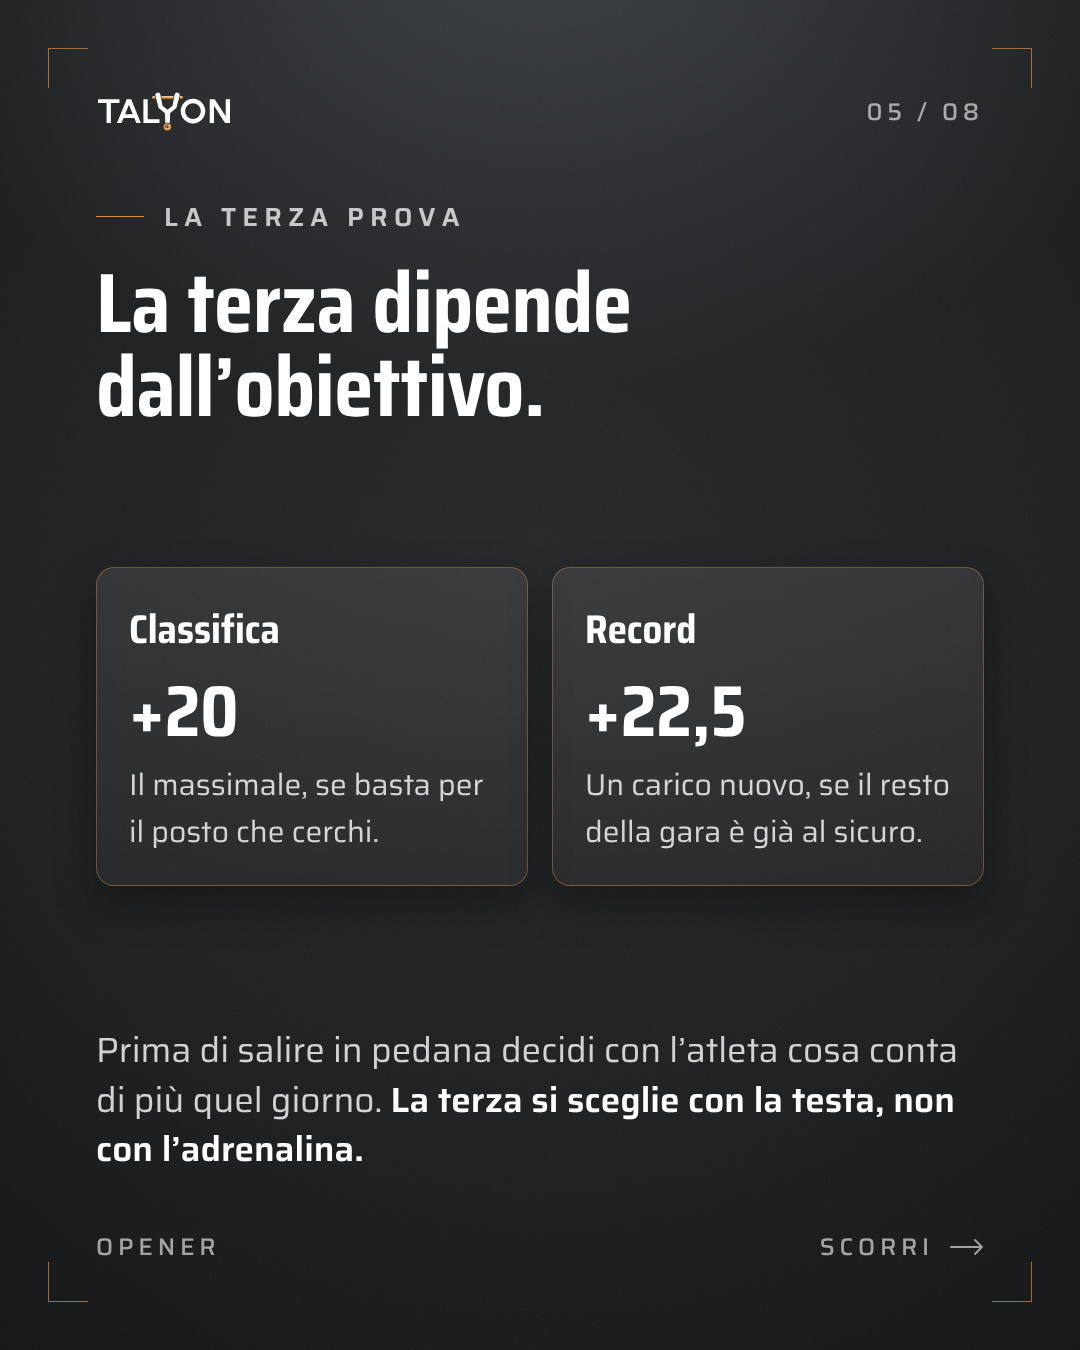 TALYON
05 / 08
LA TERZA PROVA
La terza dipende
dall’obiettivo.
Classifica
+20
Il massimale, se basta per
il posto che cerchi.
Record
+22,5
Un carico nuovo, se il resto
della gara è già al sicuro.
Prima di salire in pedana decidi con l’atleta cosa conta
di più quel giorno. La terza si sceglie con la testa, non
con l’adrenalina.
OPENER
SCORRI →